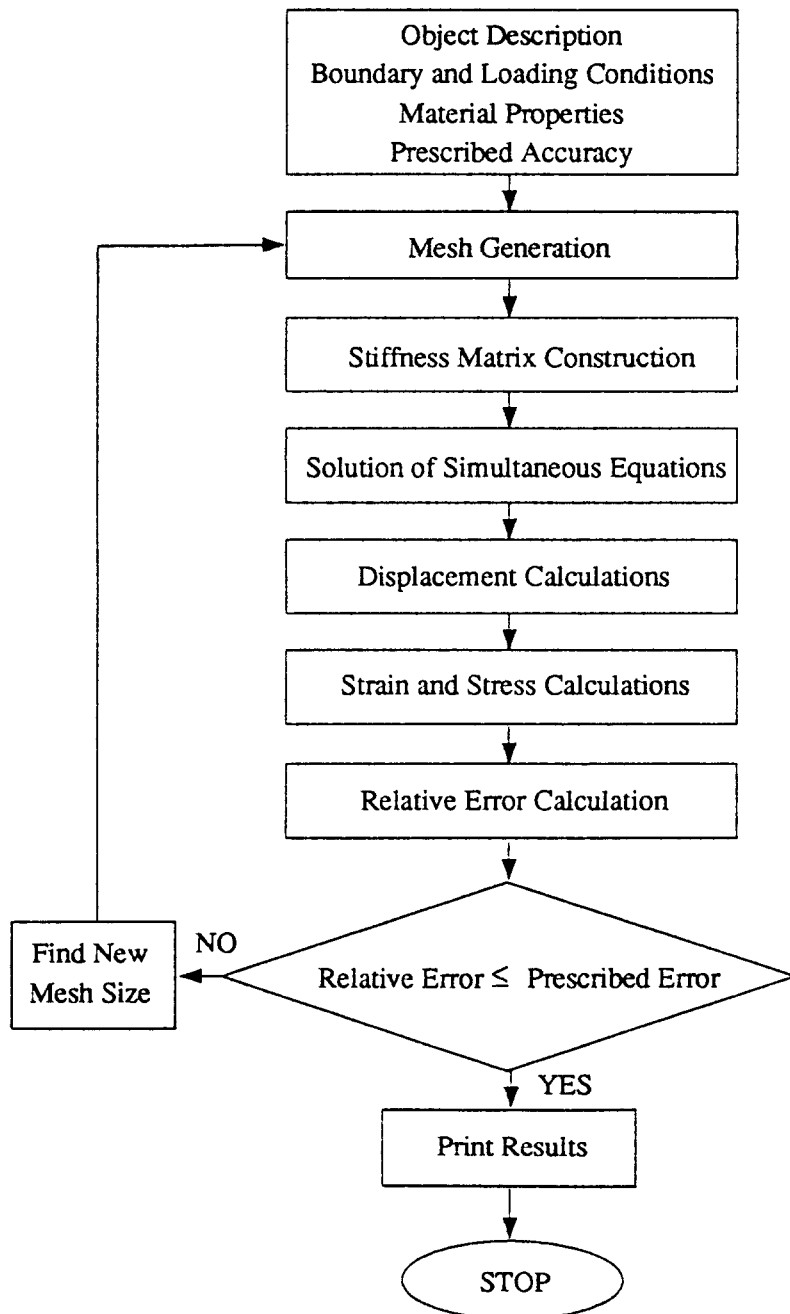 Object Description
Boundary and Loading Conditions
Material Properties
Prescribed Accuracy
Mesh Generation
Stiffness Matrix Construction
Solution of Simultaneous Equations
Displacement Calculations
Strain and Stress Calculations
Relative Error Calculation
Relative Error ≤ Prescribed Error
NO
Find New
Mesh Size
YES
Print Results
STOP